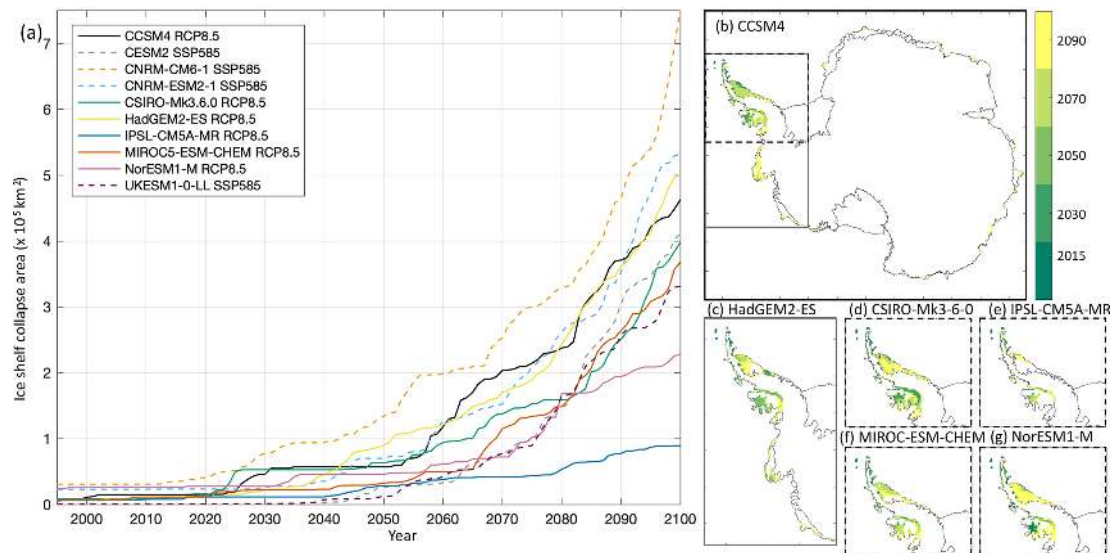 (a)
CCSM4 RCP8.5
CESM2 SSP585
CNRM-CM6-1 SSP585
CNRM-ESM2-1 SSP585
CSIRO-Mk3.6.0 RCP8.5
HadGEM2-ES RCP8.5
IPSL-CM5A-MR RCP8.5
MIROC5-ESM-CHEM RCP8.5
NorESM1-M RCP8.5
UKESM1-0-LL SSP585
Ice shelf collapse area (x 10⁵ km²)
7
6
5
4
3
2
1
0
2000 2010 2020 2030 2040 2050 2060 2070 2080 2090 2100
Year
(b) CCSM4
2090
2070
2050
2030
2015
(c) HadGEM2-ES
(d) CSIRO-Mk3-6-0
(e) IPSL-CM5A-MR
(f) MIROC-ESM-CHEM
(g) NorESM1-M